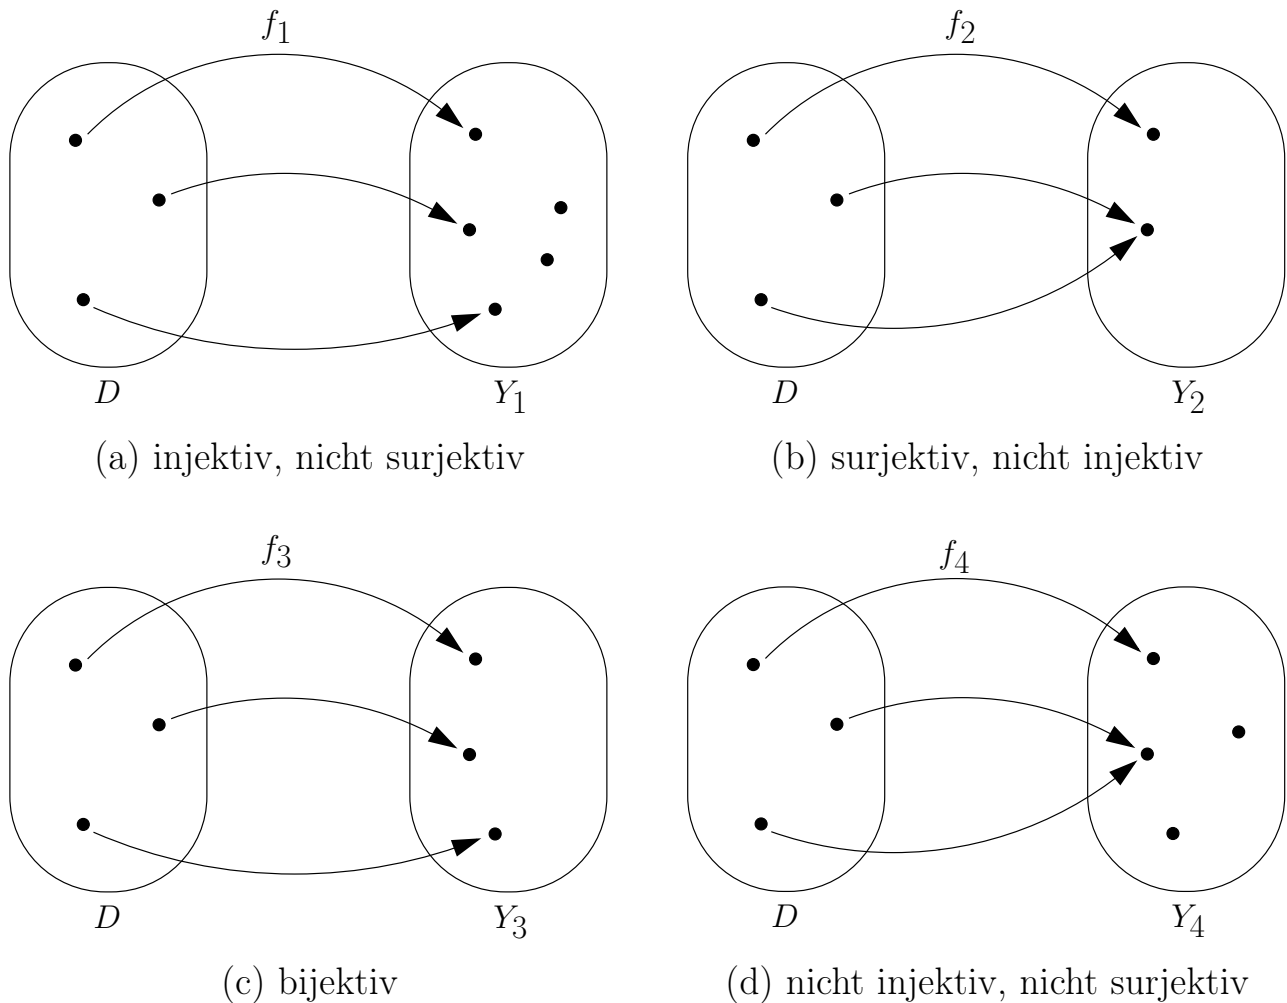 f1 f2
D Y1 D Y2
(a) injektiv, nicht surjektiv (b) surjektiv, nicht injektiv
f3 f4
D Y3 D Y4
(c) bijektiv (d) nicht injektiv, nicht surjektiv